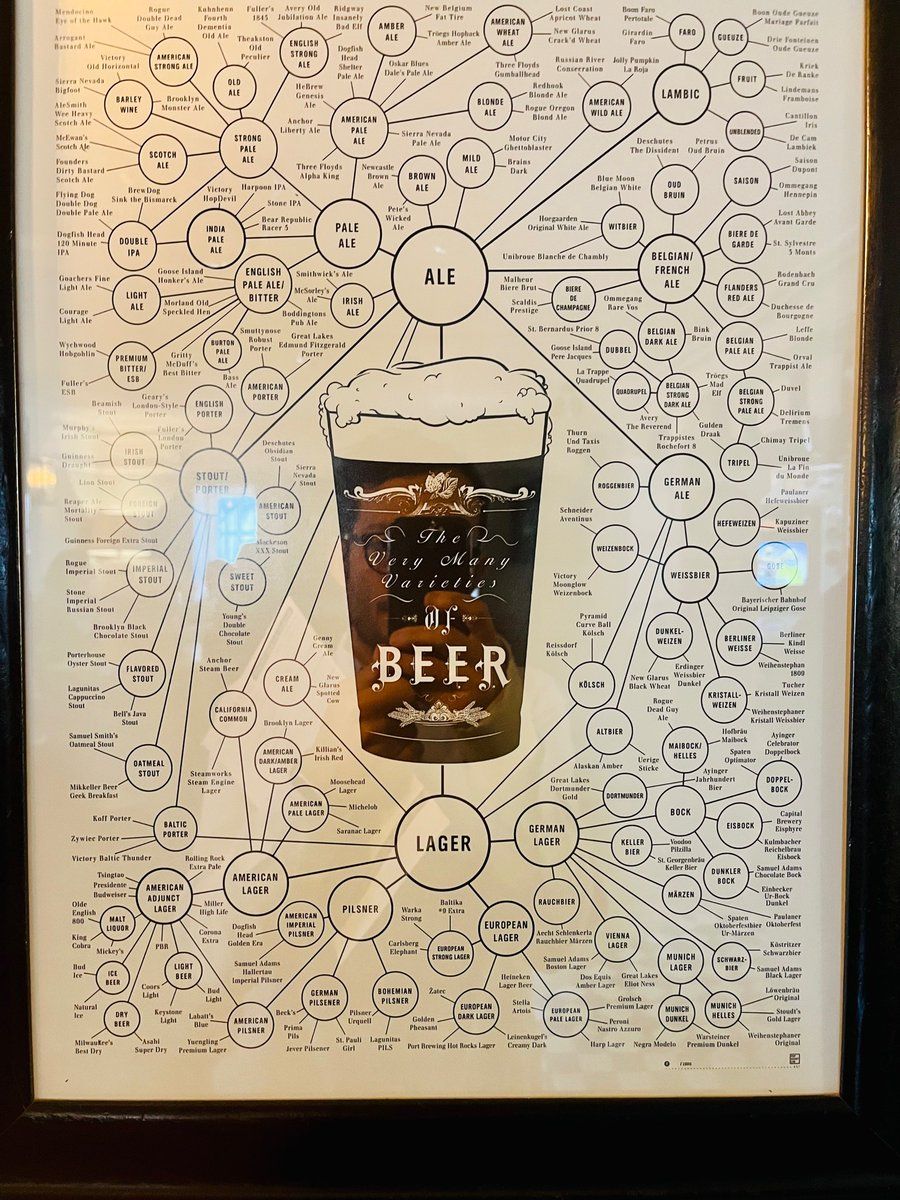 Mendocino
Eye of the Hawk
Rogue
Double Dead
Guy Ale
Kuhnhenn
Fourth
Dementia
Old Ale
Fuller's
1845
Avery Old
Jubilation Ale
Ridgway
Insanely
Bad Elf
AMBER
ALE
New Belgium
Fat Tire
AMERICAN
WHEAT
ALE
Lost Coast
Apricot Wheat
Boom Faro
Pertotale
FARO
GUEUZE
Boon Oude Gueuze
Mariage Parfait
Arrogant
Bastard Ale
AMERICAN
STRONG ALE
Theakston
Old
Peculier
ENGLISH
STRONG
ALE
Tröegs Hopback
Amber Ale
New Glarus
Crack'd Wheat
Girardin
Faro
Drie Fonteinen
Oude Gueuze
Victory
Old Horizontal
OLD
ALE
Dogfish
Head
Shelter
Pale Ale
Oskar Blues
Dale's Pale Ale
Three Floyds
Gumballhead
Russian River
Consecration
Jolly Pumpkin
La Roja
LAMBIC
FRUIT
Kriek
De Ranke
Sierra Nevada
Bigfoot
BARLEY
WINE
Brooklyn
Monster Ale
HeBrew
Genesis
Ale
Redhook
Blonde Ale
BLONDE
ALE
Rogue Oregon
Blond Ale
AMERICAN
WILD ALE
Lindemans
Framboise
AleSmith
Wee Heavy
Scotch Ale
Anchor
Liberty Ale
AMERICAN
PALE
ALE
Sierra Nevada
Pale Ale
Motor City
Ghettoblaster
UNBLENDED
Cantillon
Iris
De Cam
Lambiek
McEwan's
Scotch Ale
SCOTCH
ALE
STRONG
PALE
ALE
MILD
ALE
Brains
Dark
Deschutes
The Dissident
Petrus
Oud Bruin
Founders
Dirty Bastard
Scotch Ale
Three Floyds
Alpha King
Newcastle
Brown
Ale
BROWN
ALE
Blue Moon
Belgian White
OUD
BRUIN
SAISON
Saison
Dupont
Ommegang
Hennepin
Flying Dog
Double Dog
Double Pale Ale
BrewDog
Sink the Bismarck
Victory
HopDevil
Harpoon IPA
Stone IPA
Bear Republic
Racer 5
Pete's
Wicked
Ale
Hoegaarden
Original White Ale
WITBIER
Lost Abbey
Avant Garde
Dogfish Head
120 Minute
IPA
DOUBLE
IPA
INDIA
PALE
ALE
PALE
ALE
ALE
Unibroue Blanche de Chambly
BELGIAN/
FRENCH
ALE
BIERE DE
GARDE
St. Sylvestre
3 Monts
Goachers Fine
Light Ale
Goose Island
Honker's Ale
ENGLISH
PALE ALE/
BITTER
Smithwick's Ale
McSorley's
Ale
IRISH
ALE
Malheur
Biere Brut
BIERE
DE
CHAMPAGNE
Scaldis
Prestige
Ommegang
Rare Vos
FLANDERS
RED ALE
Rodenbach
Grand Cru
LIGHT
ALE
Courage
Light Ale
Morland Old
Speckled Hen
Boddingtons
Pub Ale
St. Bernardus Prior 8
BELGIAN
DARK ALE
Bink
Bruin
Duchesse de
Bourgogne
Wychwood
Hobgoblin
PREMIUM
BITTER/
ESB
Gritty
McDuff's
Best Bitter
BURTON
PALE
ALE
Bass
Ale
Smuttynose
Robust
Porter
Great Lakes
Edmund Fitzgerald
Porter
Goose Island
Pere Jacques
DUBBEL
BELGIAN
PALE ALE
Leffe
Blonde
Orval
Trappist Ale
Fuller's
ESB
ENGLISH
PORTER
AMERICAN
PORTER
La Trappe
Quadrupel
QUADRUPEL
BELGIAN
STRONG
DARK ALE
Tröegs
Mad
Elf
BELGIAN
STRONG
PALE ALE
Duvel
Delirium
Tremens
Beamish
Stout
Geary's
London-Style
Porter
Fuller's
London
Porter
Avery
The Reverend
Gulden
Draak
Trappistes
Rochefort 8
Murphy's
Irish Stout
IRISH
STOUT
Guinness
Draught
Deschutes
Obsidian
Stout
Thurn
Und Taxis
Roggen
Chimay Tripel
TRIPEL
Unibroue
La Fin
du Monde
Lion Stout
STOUT/
PORTER
Sierra
Nevada
Stout
ROGGENBIER
GERMAN
ALE
Reaper Ale
Mortality
Stout
FOREIGN
STOUT
AMERICAN
STOUT
Schneider
Aventinus
HEFEWEIZEN
Paulaner
Hefeweissbier
Kapuziner
Weissbier
Guinness Foreign Extra Stout
Mackeson
XXX Stout
The
Very Many
Varieties
OF
BEER
WEIZENBOCK
Rogue
Imperial Stout
IMPERIAL
STOUT
SWEET
STOUT
WEISSBIER
GOSE
Stone
Imperial
Russian Stout
Victory
Moonglow
Weizenbock
Bayerischer Bahnhof
Original Leipziger Gose
Brooklyn Black
Chocolate Stout
Young's
Double
Chocolate
Stout
Pyramid
Curve Ball
Kölsch
DUNKEL-
WEIZEN
BERLINER
WEISSE
Berliner
Kindl
Weisse
Weihenstephan
1809
Porterhouse
Oyster Stout
FLAVORED
STOUT
Anchor
Steam Beer
CREAM
ALE
Genny
Cream
Ale
New
Glarus
Spotted
Cow
Reissdorf
Kölsch
KÖLSCH
New Glarus
Black Wheat
Erdinger
Weissbier
Dunkel
KRISTALL-
WEIZEN
Tucher
Kristall Weizen
Lagunitas
Cappuccino
Stout
Bell's Java
Stout
CALIFORNIA
COMMON
Brooklyn Lager
Rogue
Dead Guy
Ale
Weihenstephaner
Kristall Weissbier
Samuel Smith's
Oatmeal Stout
AMERICAN
DARK/AMBER
LAGER
Killian's
Irish Red
ALTBIER
Uerige
Sticke
Alaskan Amber
MAIBOCK/
HELLES
Hofbräu
Maibock
Spaten
Optimator
Ayinger
Celebrator
Doppelbock
OATMEAL
STOUT
Mikkeller Beer
Geek Breakfast
Steamworks
Steam Engine
Lager
Moosehead
Lager
AMERICAN
PALE LAGER
Michelob
Saranac Lager
Great Lakes
Dortmunder
Gold
DORTMUNDER
Ayinger
Jahrhundert
Bier
DOPPEL-
BOCK
Koff Porter
BALTIC
PORTER
Zywiec Porter
LAGER
GERMAN
LAGER
BOCK
EISBOCK
Capital
Brewery
Eisphyre
KELLER
BIER
Voodoo
Pilzilla
Kulmbacher
Reichelbrau
Eisbock
Victory Baltic Thunder
Rolling Rock
Extra Pale
St. Georgenbräu
Keller Bier
DUNKLER
BOCK
Samuel Adams
Chocolate Bock
Tsingtao
Presidente
Budweiser
AMERICAN
ADJUNCT
LAGER
AMERICAN
LAGER
Miller
High Life
PILSNER
RAUCHBIER
MÄRZEN
Einbecker
Ur-Bock
Dunkel
Olde
English
800
MALT
LIQUOR
Dogfish
Head
Golden Era
AMERICAN
IMPERIAL
PILSNER
Warka
Strong
Baltika
#9 Extra
EUROPEAN
LAGER
Aecht Schlenkerla
Rauchbier Märzen
VIENNA
LAGER
Spaten
Oktoberfestbier
Ur-Märzen
Paulaner
Oktoberfest
King
Cobra
Mickey's
PBR
Corona
Extra
Carlsberg
Elephant
EUROPEAN
STRONG LAGER
Samuel Adams
Boston Lager
MUNICH
LAGER
SCHWARZ-
BIER
Köstritzer
Schwarzbier
Samuel Adams
Black Lager
Bud
Ice
ICE
BEER
LIGHT
BEER
Coors
Light
Bud
Light
Samuel Adams
Hallertau
Imperial Pilsner
GERMAN
PILSENER
BOHEMIAN
PILSNER
Žatec
Heineken
Lager Beer
Dos Equis
Amber Lager
Great Lakes
Eliot Ness
Löwenbräu
Original
Natural
Ice
DRY
BEER
Keystone
Light
Labatt's
Blue
AMERICAN
PILSNER
Beck's
Prima
Pils
Pilsner
Urquell
Golden
Pheasant
EUROPEAN
DARK LAGER
Stella
Artois
EUROPEAN
PALE LAGER
Grolsch
Premium Lager
Peroni
Nastro Azzuro
MUNICH
DUNKEL
MUNICH
HELLES
Stoudt's
Gold Lager
Milwaukee's
Best Dry
Asahi
Super Dry
Yuengling
Premium Lager
Jever Pilsener
St. Pauli
Girl
Lagunitas
PILS
Port Brewing Hot Rocks Lager
Leinenkugel's
Creamy Dark
Harp Lager
Negra Modelo
Warsteiner
Premium Dunkel
Weihenstephaner
Original